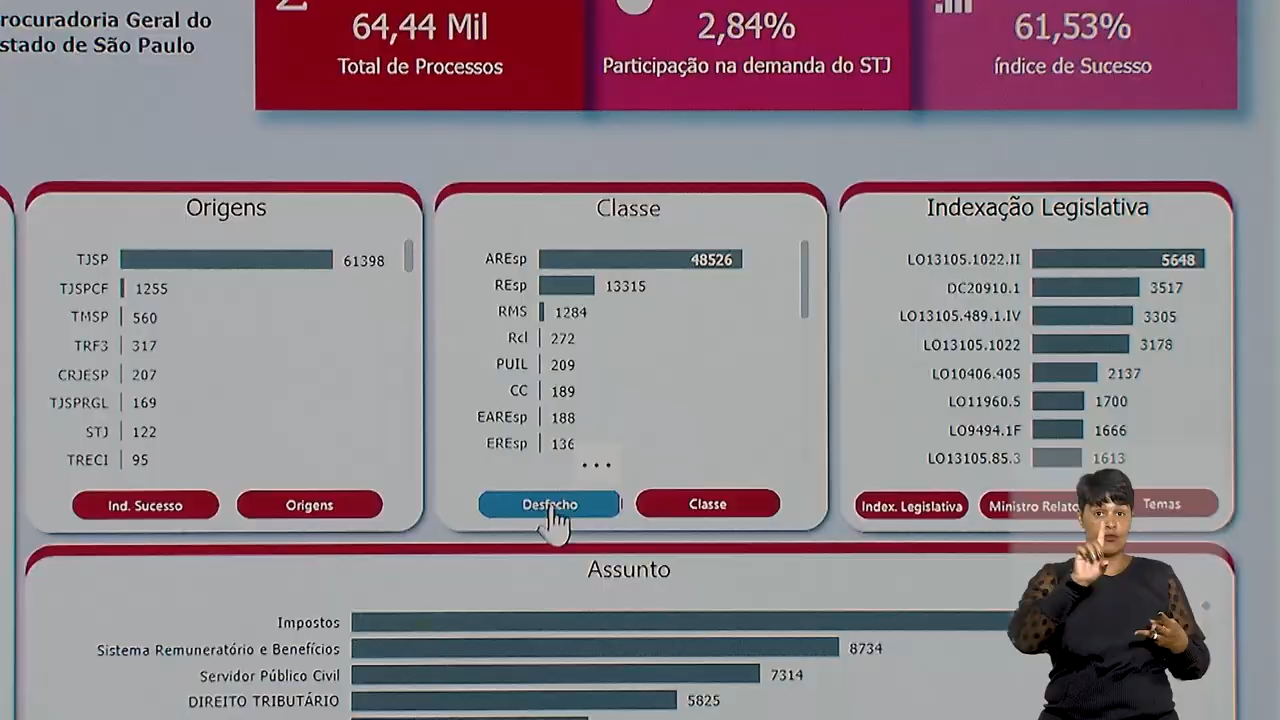 rocuradoria Geral do
stado de São Paulo
64,44 Mil
Total de Processos
2,84%
Participação na demanda do STJ
61,53%
índice de Sucesso
Origens
TJSP 61398
TJSPCF 1255
TMSP 560
TRF3 317
CRJESP 207
TJSPRGL 169
STJ 122
TRECI 95
Ind. Sucesso
Origens
Classe
AREsp 48526
REsp 13315
RMS 1284
Rcl 272
PUIL 209
CC 189
EAREsp 188
EREsp 136
...
Desfecho
Classe
Indexação Legislativa
LO13105.1022.II 5648
DC20910.1 3517
LO13105.489.1.IV 3305
LO13105.1022 3178
LO10406.405 2137
LO11960.5 1700
LO9494.1F 1666
LO13105.85.3 1613
Index. Legislativa
Ministro Relato
Temas
Assunto
Impostos
Sistema Remuneratório e Benefícios 8734
Servidor Público Civil 7314
DIREITO TRIBUTÁRIO 5825